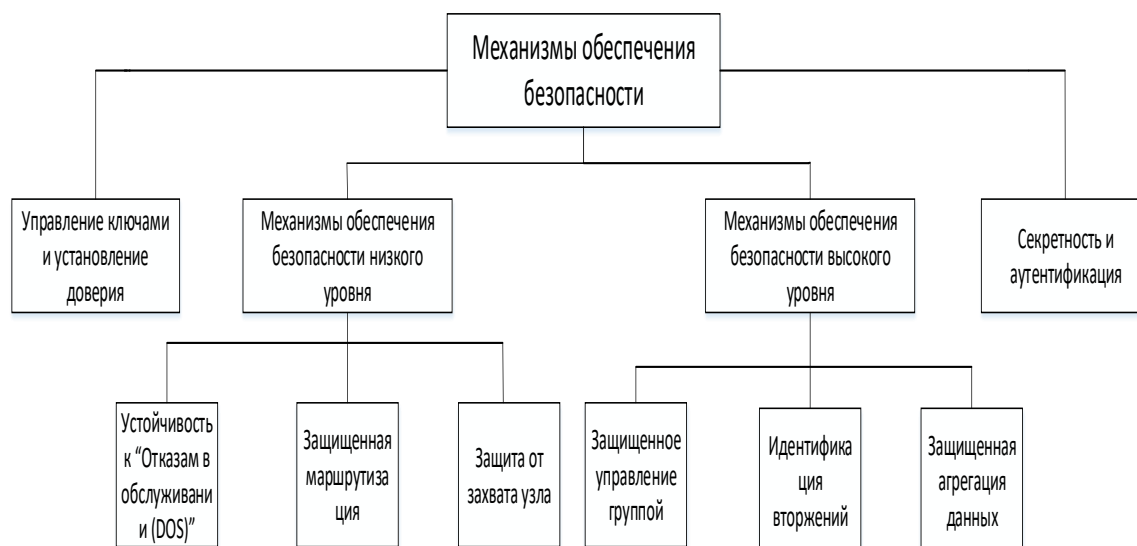 Механизмы обеспечения
безопасности
Управление ключами
и установление
доверия
Механизмы обеспечения
безопасности низкого
уровня
Механизмы обеспечения
безопасности высокого
уровня
Секретность и
аутентификация
Устойчивость
к “Отказам в
обслуживани
и (DOS)”
Защищенная
маршрутиза
ция
Защита от
захвата узла
Защищенное
управление
группой
Идентифика
ция
вторжений
Защищенная
агрегация
данных